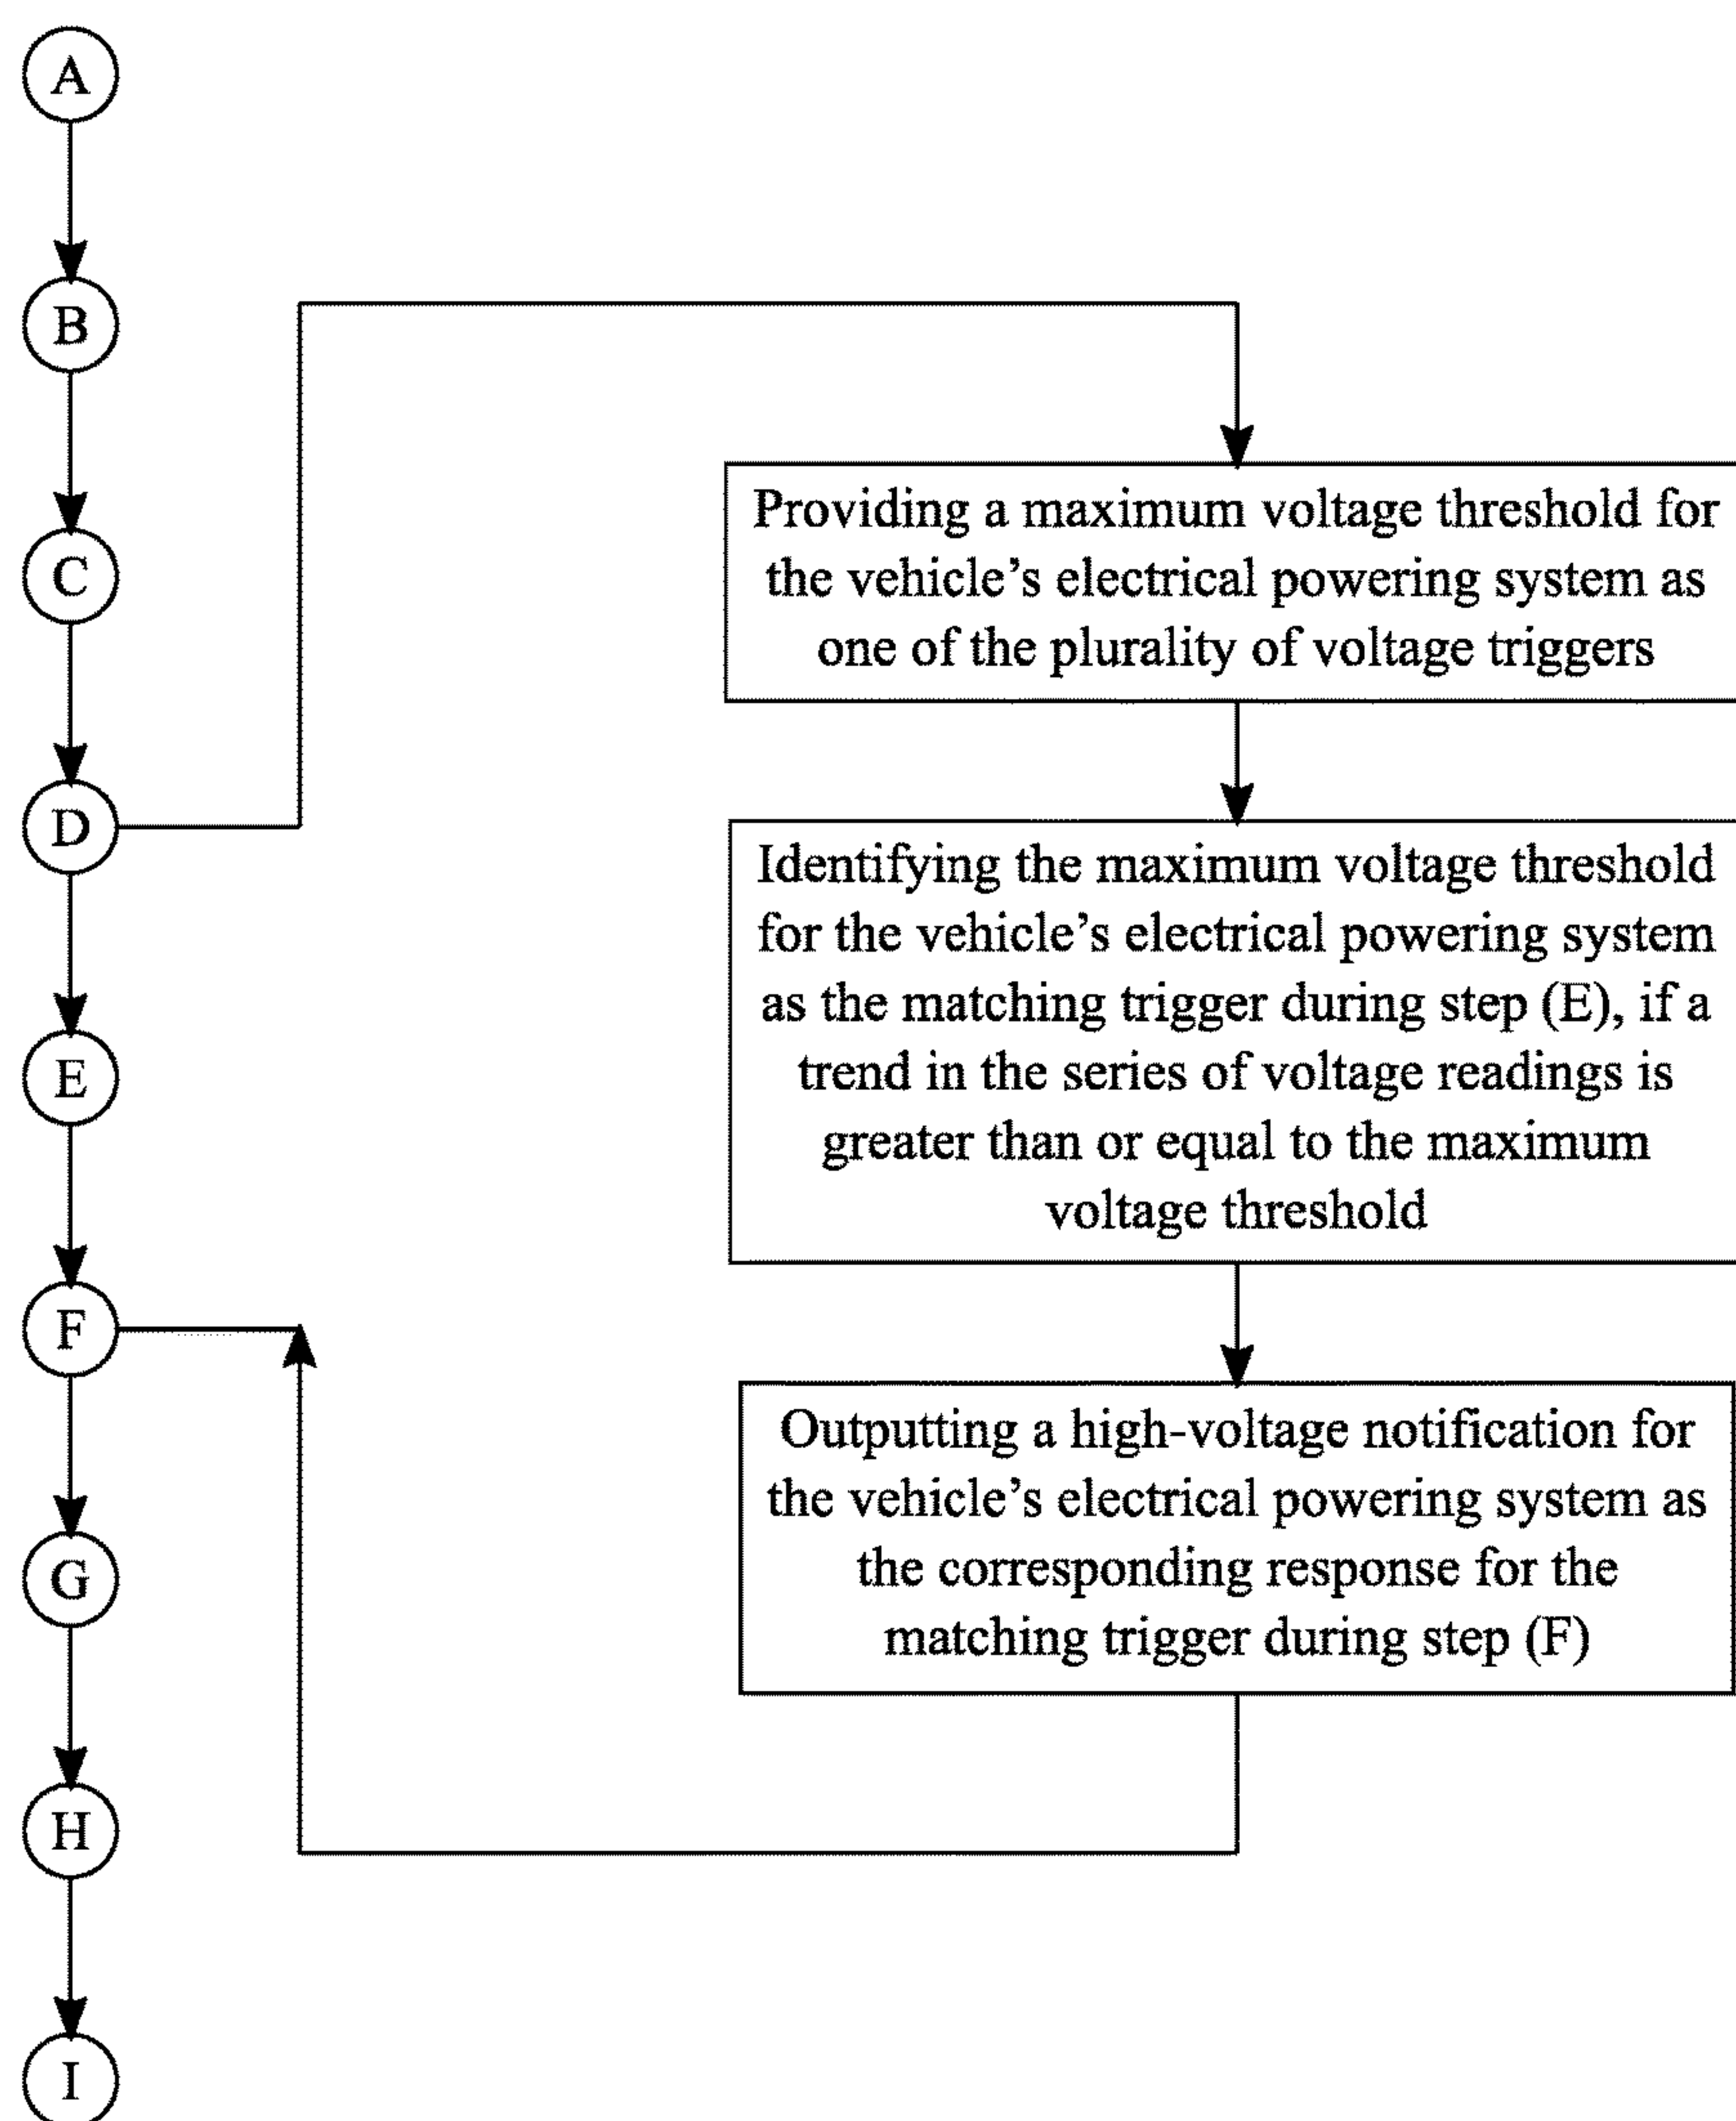 A
B
C
D
E
F
G
H
I
Providing a maximum voltage threshold for
the vehicle’s electrical powering system as
one of the plurality of voltage triggers
Identifying the maximum voltage threshold
for the vehicle’s electrical powering system
as the matching trigger during step (E), if a
trend in the series of voltage readings is
greater than or equal to the maximum
voltage threshold
Outputting a high-voltage notification for
the vehicle’s electrical powering system as
the corresponding response for the
matching trigger during step (F)